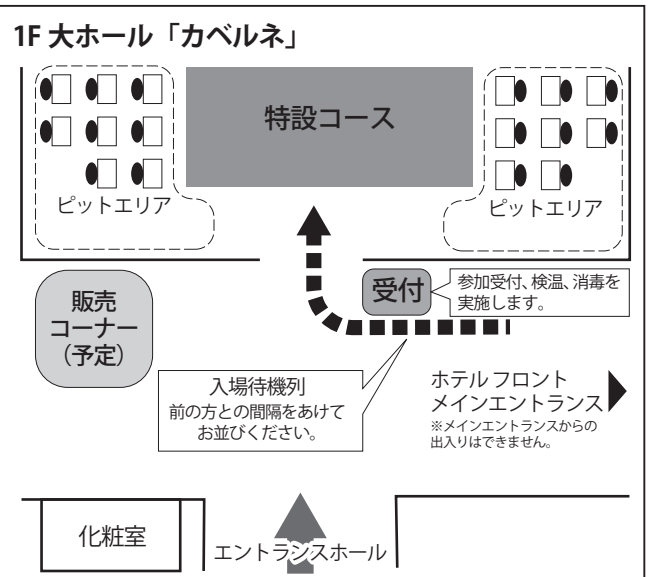 1F 大ホール「カベルネ」
特設コース
ピットエリア
ピットエリア
受付
参加受付、検温、消毒を
実施します。
販売
コーナー
（予定）
入場待機列
前の方との間隔をあけて
お並びください。
ホテル フロント
メインエントランス
※メインエントランスからの
出入りはできません。
化粧室
エントランスホール